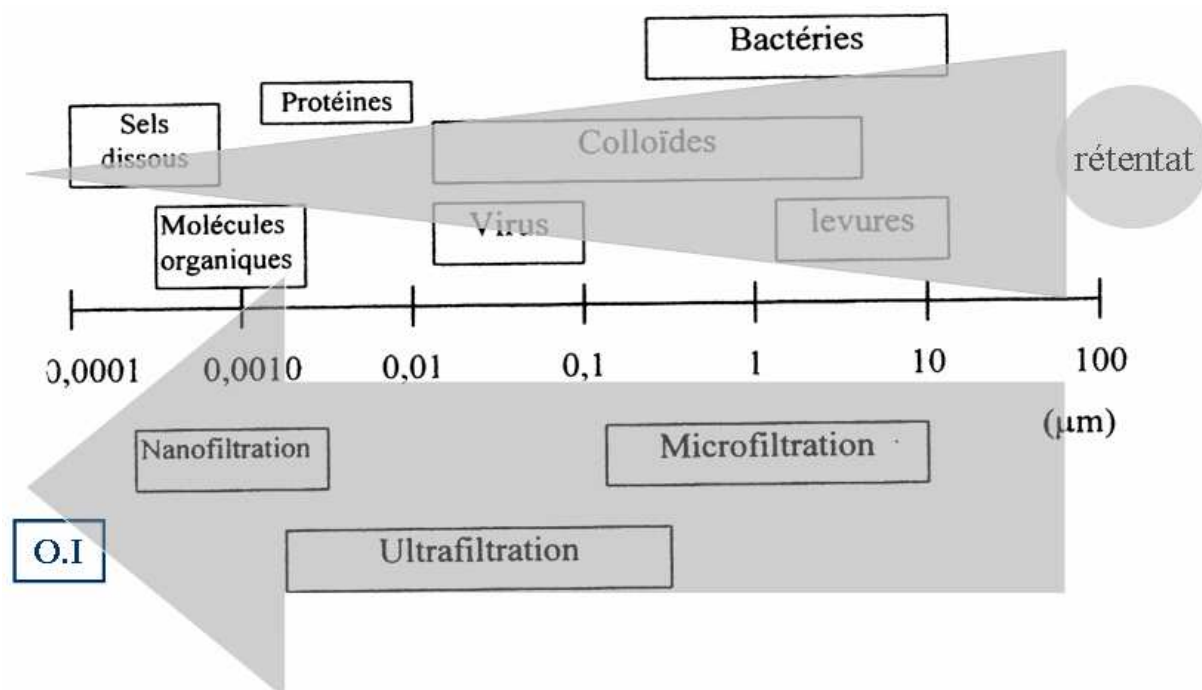 Bactéries
Protéines
Sels
dissous
Colloïdes
rétentat
Molécules
organiques
Virus
levures
0,0001
0,0010
0,01
0,1
1
10
100
(µm)
Nanofiltration
Microfiltration
O.I
Ultrafiltration